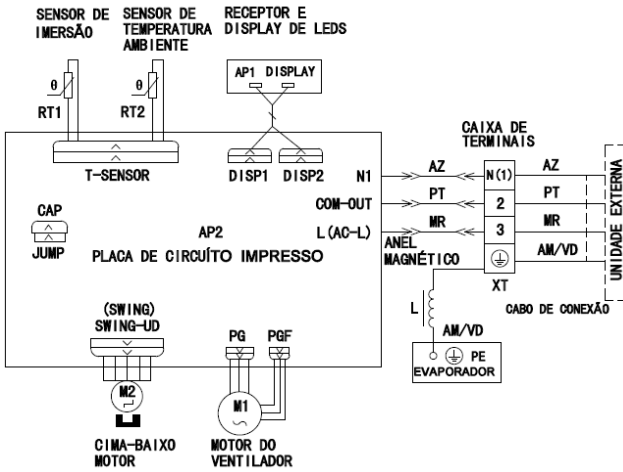 SENSOR DE
IMERSÃO
SENSOR DE
TEMPERATURA
AMBIENTE
RECEPTOR E
DISPLAY DE LEDS
θ
RT1
θ
RT2
AP1 DISPLAY
T-SENSOR
DISP1 DISP2
N1
COM-OUT
L(AC-L)
AZ
PT
MR
ANEL
MAGNÉTICO
CAIXA DE
TERMINAIS
N(1)
2
3
XT
AZ
PT
MR
AM/VD
UNIDADE EXTERNA
CABO DE CONEXÃO
CAP
JUMP
AP2
PLACA DE CIRCUÍTO IMPRESSO
L
AM/VD
PE
EVAPORADOR
(SWING)
SWING-UD
M2
CIMA-BAIXO
MOTOR
PG PGF
M1
MOTOR DO
VENTILADOR